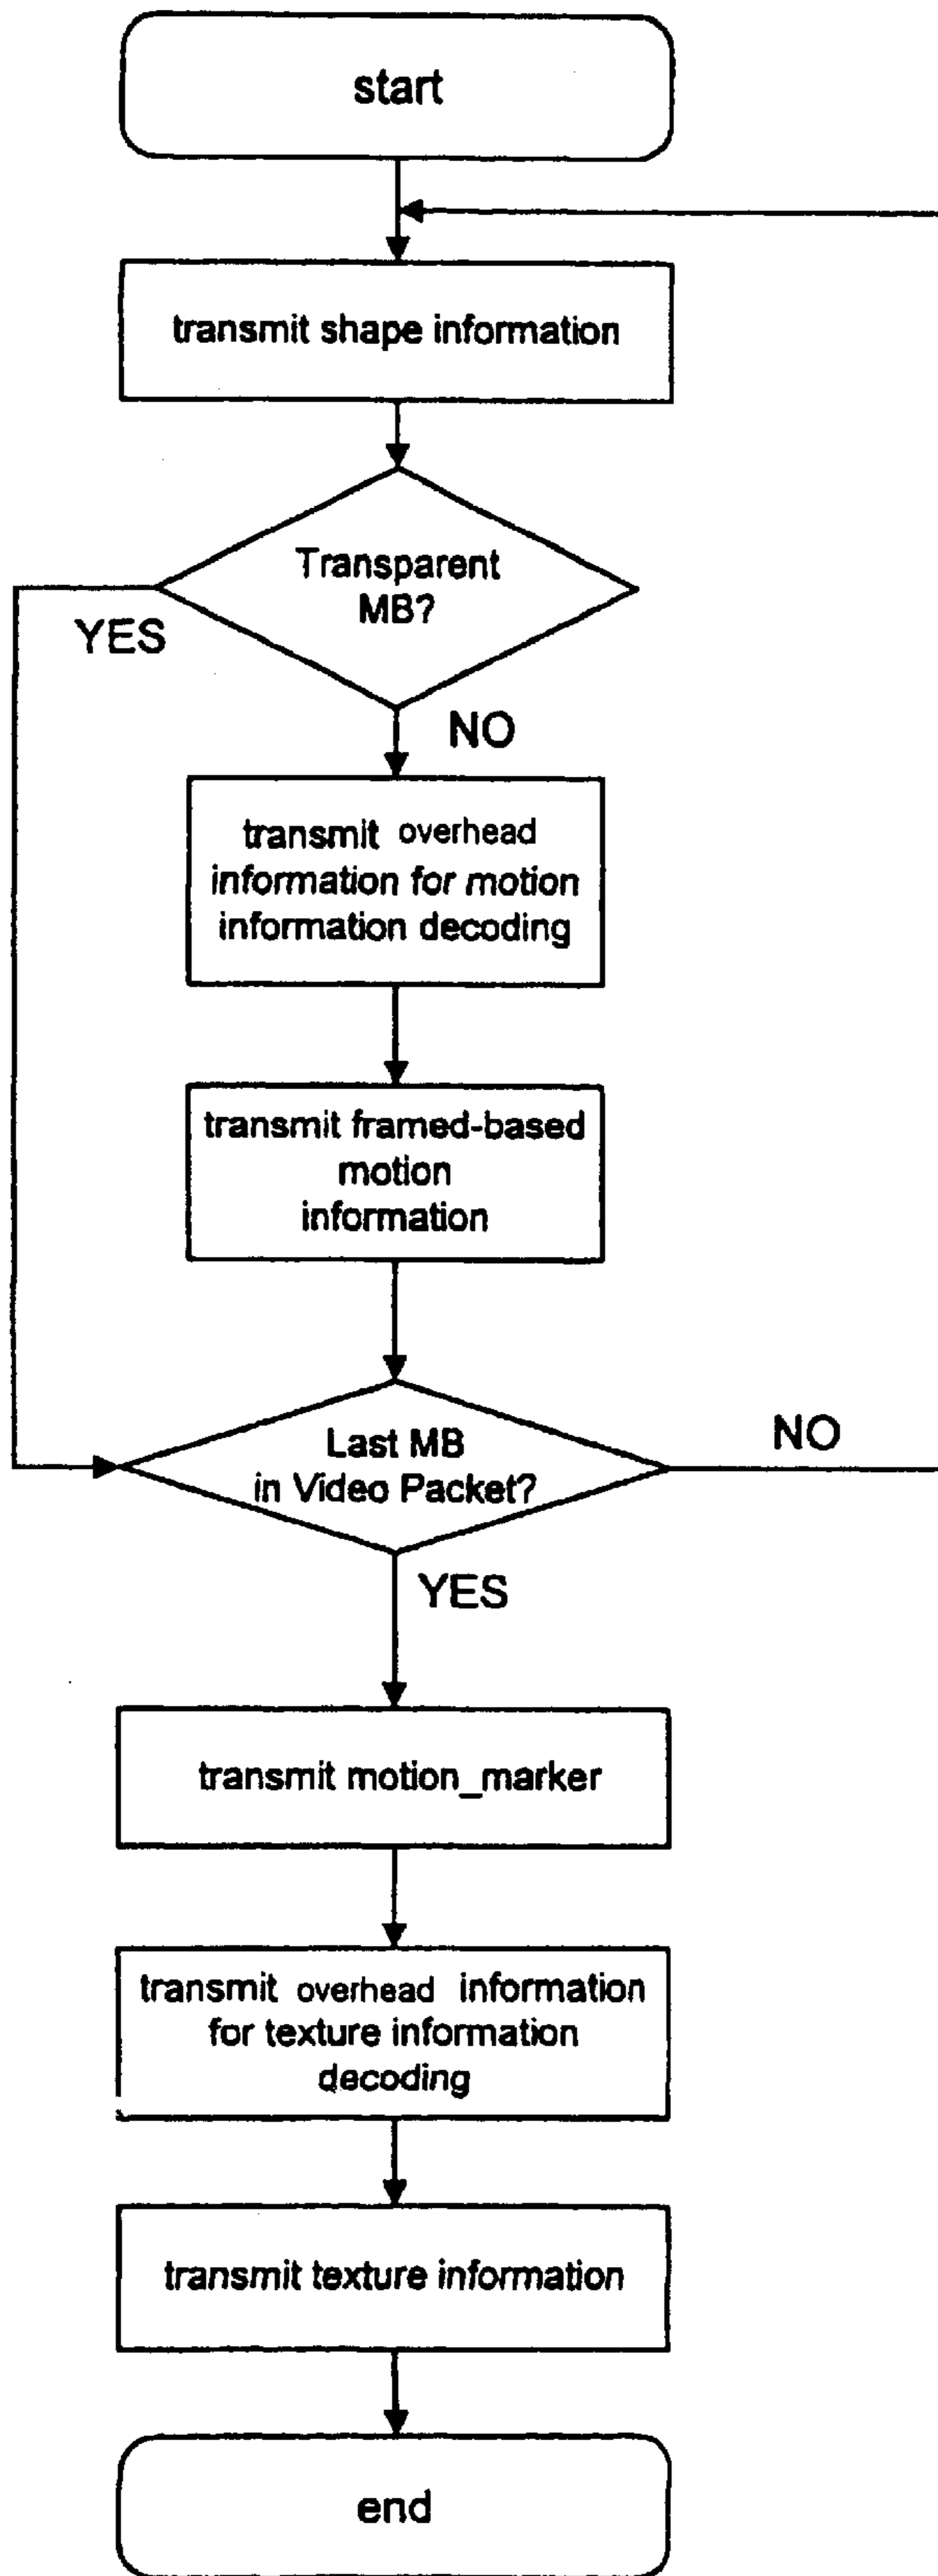 start
transmit shape information
Transparent
MB?
YES
NO
transmit overhead
information for motion
information decoding
transmit framed-based
motion
information
Last MB
in Video Packet?
NO
YES
transmit motion_marker
transmit overhead information
for texture information
decoding
transmit texture information
end